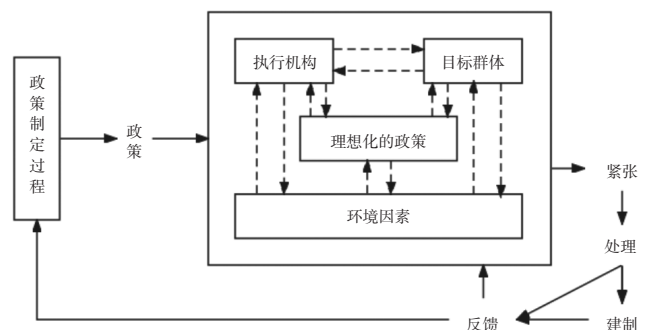 政策制定过程
政策
执行机构
目标群体
理想化的政策
环境因素
紧张
处理
反馈
建制